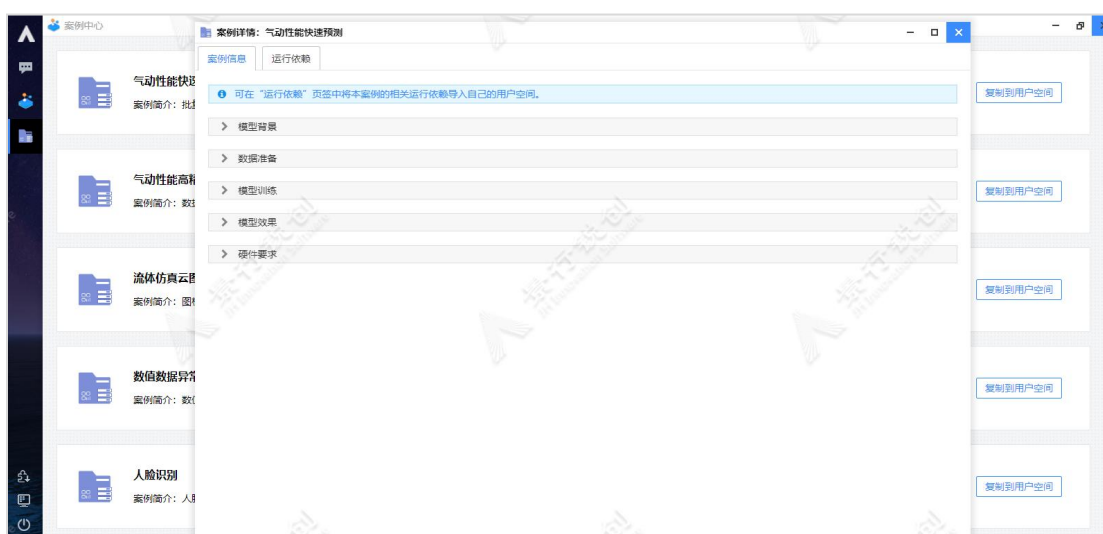 案例中心
案例详情：气动性能快速预测
案例信息
运行依赖
可在“运行依赖”页签中将本案例的相关运行依赖导入自己的用户空间。
模型背景
数据准备
模型训练
模型效果
硬件要求
气动性能快速
案例简介：批
复制到用户空间
气动性能高精
案例简介：数据
复制到用户空间
流体仿真云图
案例简介：图
复制到用户空间
数值数据异常
案例简介：数值
复制到用户空间
人脸识别
案例简介：人脸
复制到用户空间